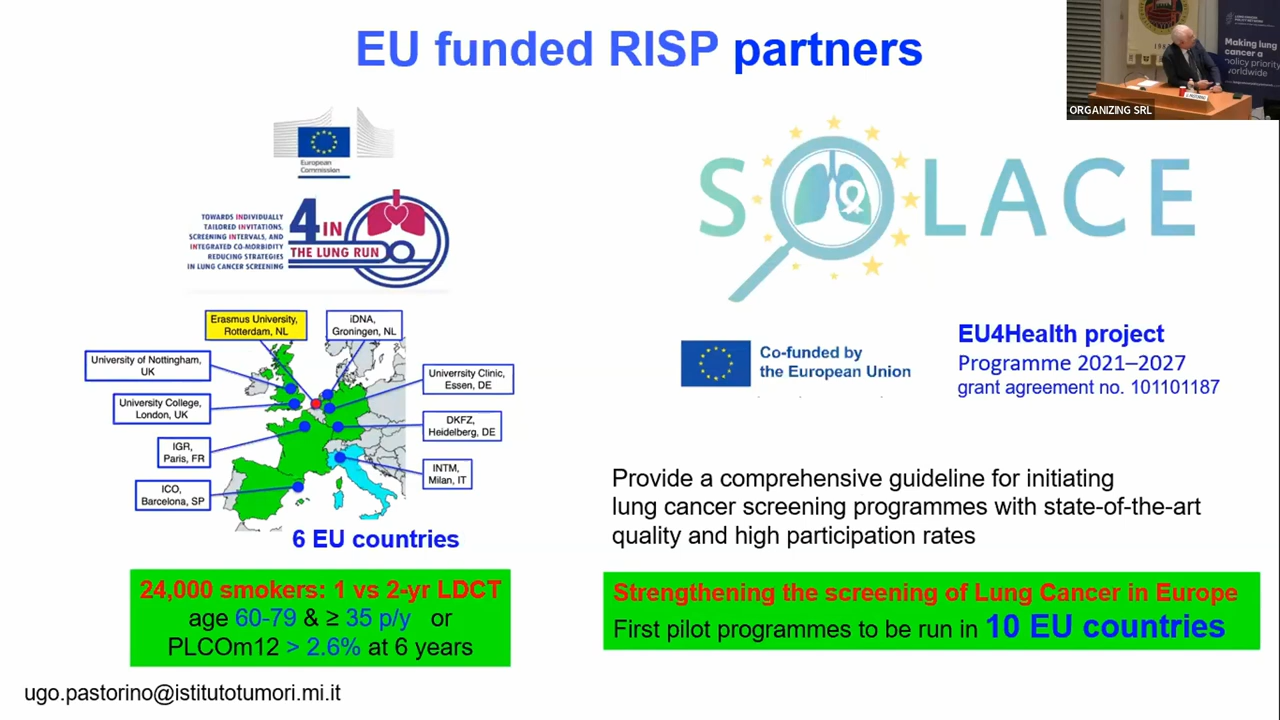 EU funded RISP partners
European
Commission
TOWARDS INDIVIDUALLY
TAILORED INVITATIONS,
SCREENING INTERVALS, AND
INTEGRATED CO-MORBIDITY
REDUCING STRATEGIES
IN LUNG CANCER SCREENING
4 IN
THE LUNG RUN
Erasmus University,
Rotterdam, NL
iDNA,
Groningen, NL
University of Nottingham,
UK
University Clinic,
Essen, DE
University College,
London, UK
DKFZ,
Heidelberg, DE
IGR,
Paris, FR
INTM,
Milan, IT
ICO,
Barcelona, SP
6 EU countries
24,000 smokers: 1 vs 2-yr LDCT
age 60-79 & ≥ 35 p/y or
PLCOm12 > 2.6% at 6 years
ugo.pastorino@istitutotumori.mi.it
SOLACE
Co-funded by
the European Union
EU4Health project
Programme 2021–2027
grant agreement no. 101101187
Provide a comprehensive guideline for initiating
lung cancer screening programmes with state-of-the-art
quality and high participation rates
Strengthening the screening of Lung Cancer in Europe
First pilot programmes to be run in 10 EU countries
Making lung
cancer a
policy priority
worldwide
ORGANIZING SRL